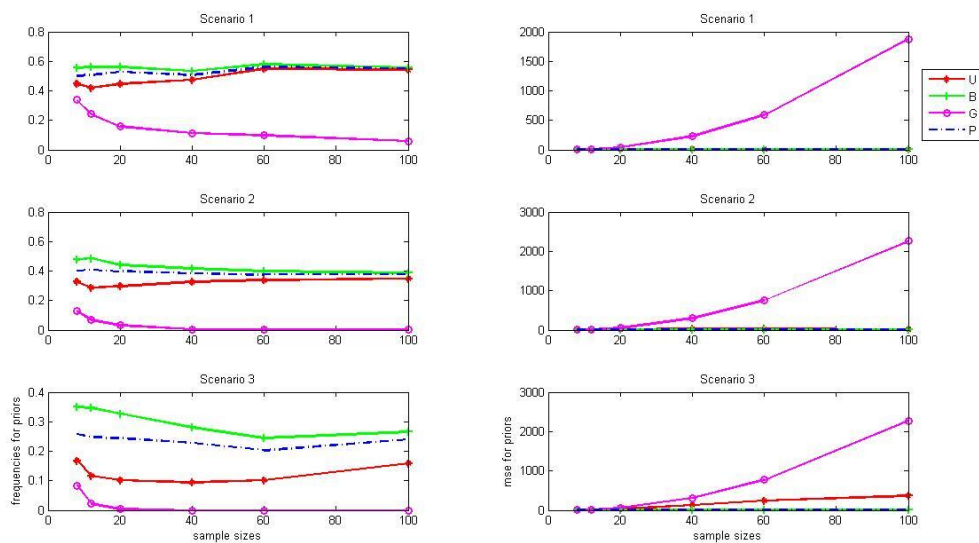 Scenario 1
0.8
0.6
0.4
0.2
0
0 20 40 60 80 100
Scenario 1
2000
1500
1000
500
0
0 20 40 60 80 100
U
B
G
P
Scenario 2
0.8
0.6
0.4
0.2
0
0 20 40 60 80 100
Scenario 2
3000
2000
1000
0
0 20 40 60 80 100
Scenario 3
frequencies for priors
0.4
0.3
0.2
0.1
0
0 20 40 60 80 100
sample sizes
Scenario 3
mse for priors
3000
2000
1000
0
0 20 40 60 80 100
sample sizes